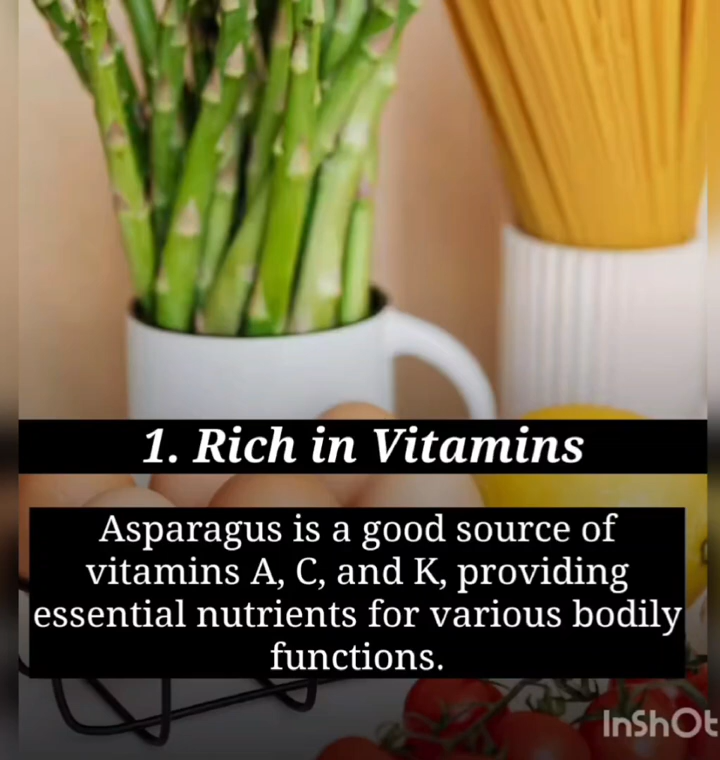 1. Rich in Vitamins
Asparagus is a good source of
vitamins A, C, and K, providing
essential nutrients for various bodily
functions.
InShOt